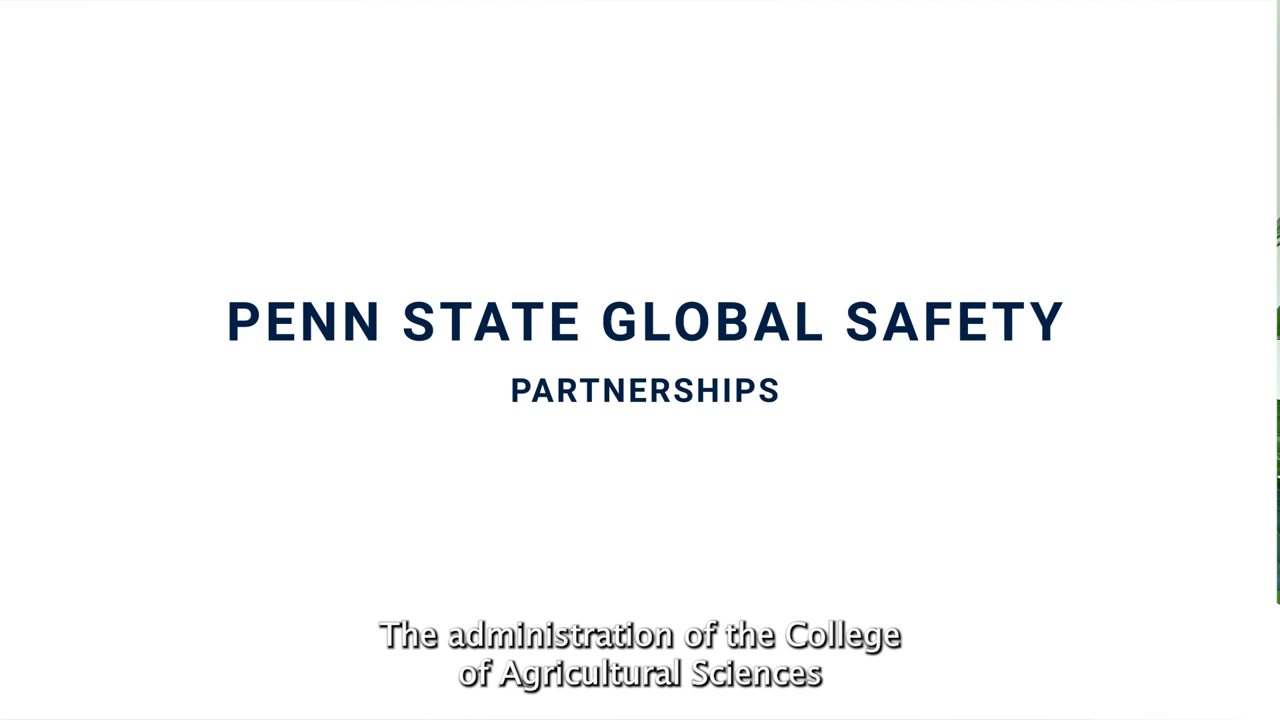 PENN STATE GLOBAL SAFETY
PARTNERSHIPS
The administration of the College
of Agricultural Sciences